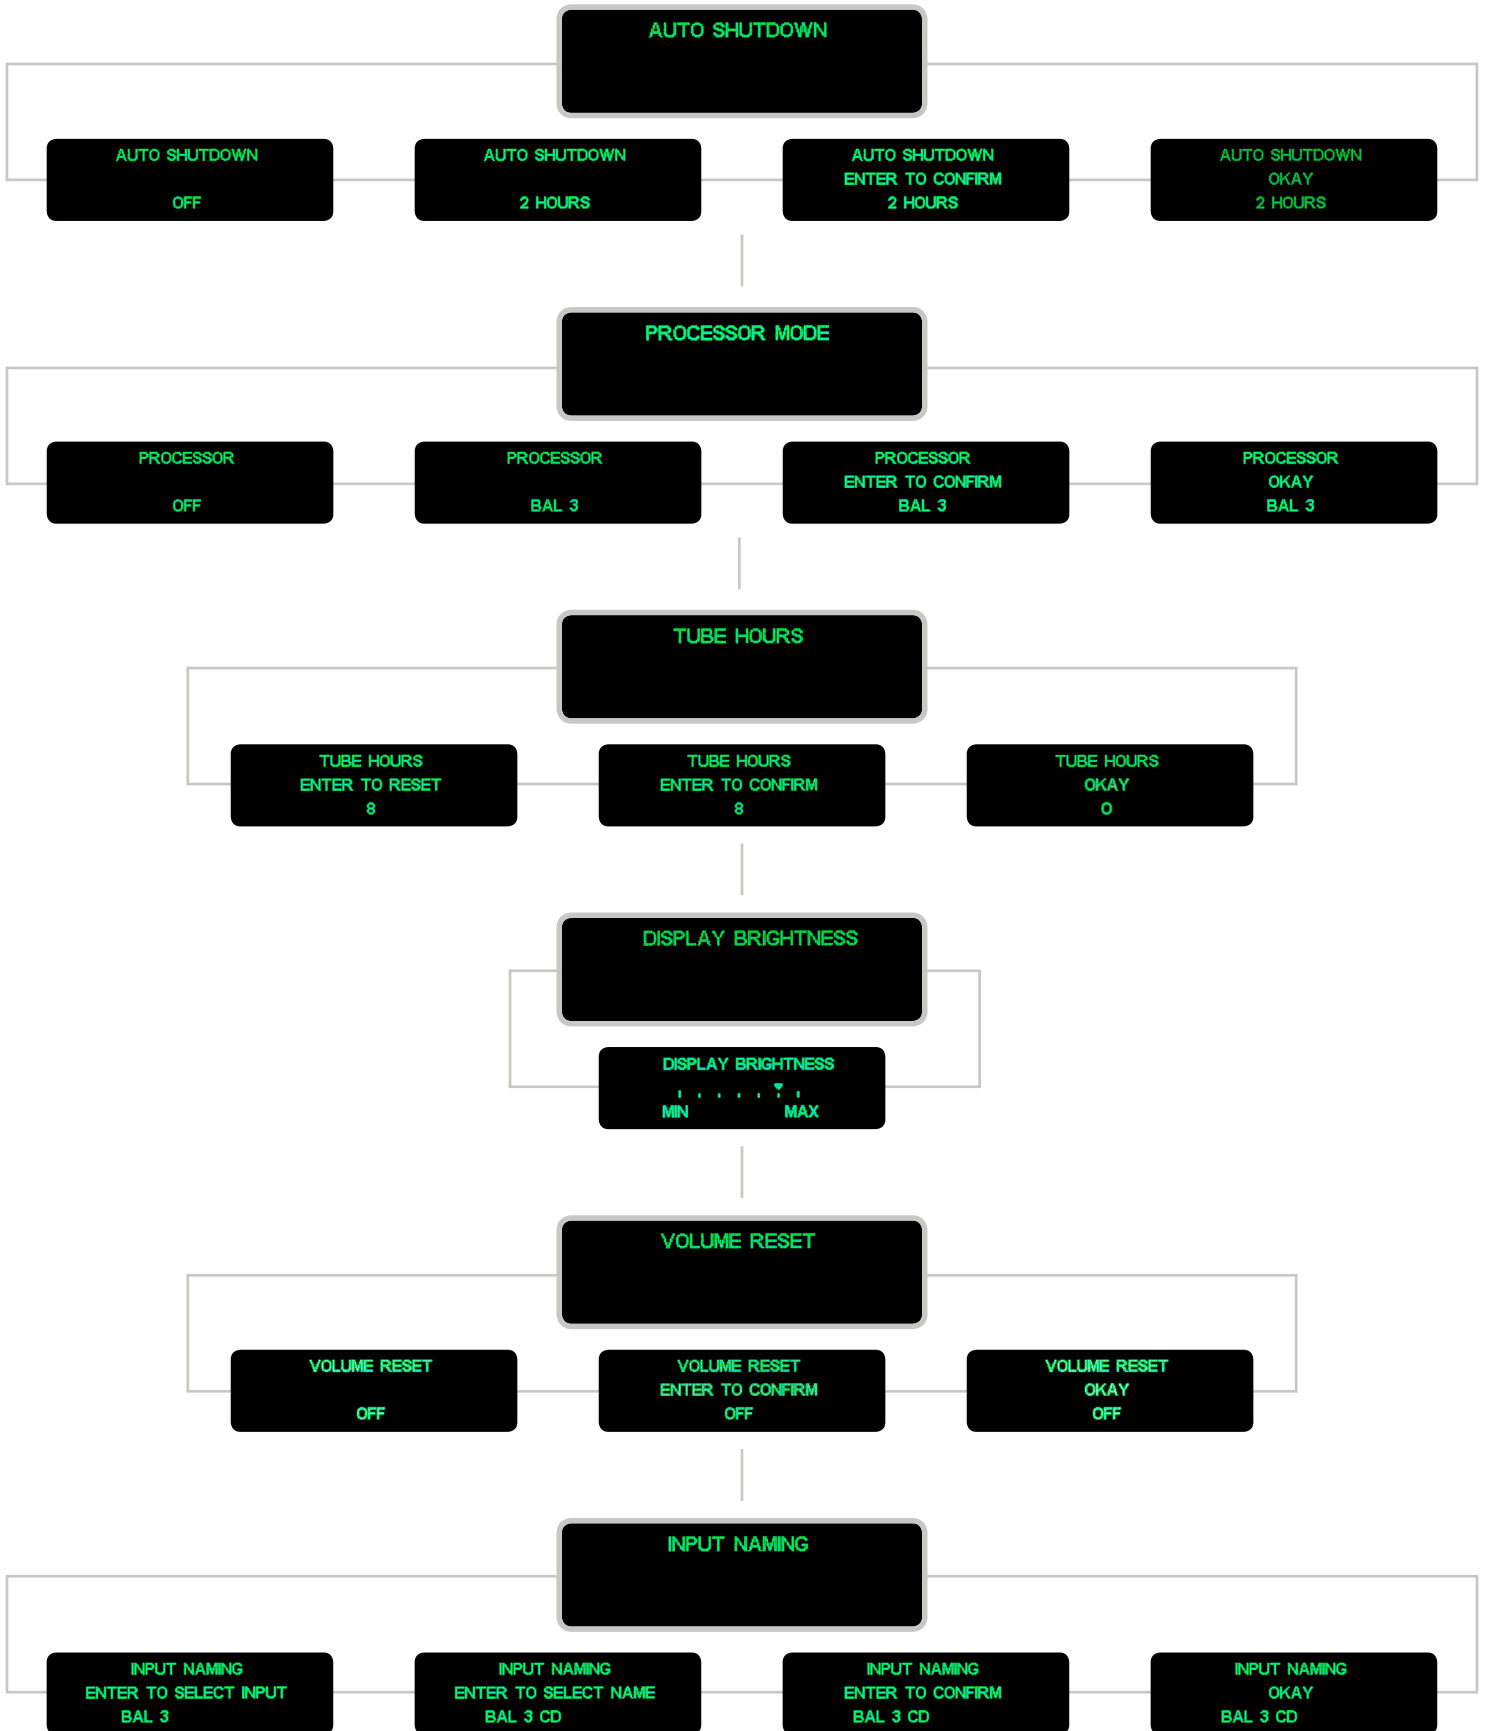 AUTO SHUTDOWN
AUTO SHUTDOWN
OFF
AUTO SHUTDOWN
2 HOURS
AUTO SHUTDOWN
ENTER TO CONFIRM
2 HOURS
AUTO SHUTDOWN
OKAY
2 HOURS
PROCESSOR MODE
PROCESSOR
OFF
PROCESSOR
BAL 3
PROCESSOR
ENTER TO CONFIRM
BAL 3
PROCESSOR
OKAY
BAL 3
TUBE HOURS
TUBE HOURS
ENTER TO RESET
8
TUBE HOURS
ENTER TO CONFIRM
8
TUBE HOURS
OKAY
0
DISPLAY BRIGHTNESS
DISPLAY BRIGHTNESS
MIN MAX
VOLUME RESET
VOLUME RESET
OFF
VOLUME RESET
ENTER TO CONFIRM
OFF
VOLUME RESET
OKAY
OFF
INPUT NAMING
INPUT NAMING
ENTER TO SELECT INPUT
BAL 3
INPUT NAMING
ENTER TO SELECT NAME
BAL 3 CD
INPUT NAMING
ENTER TO CONFIRM
BAL 3 CD
INPUT NAMING
OKAY
BAL 3 CD